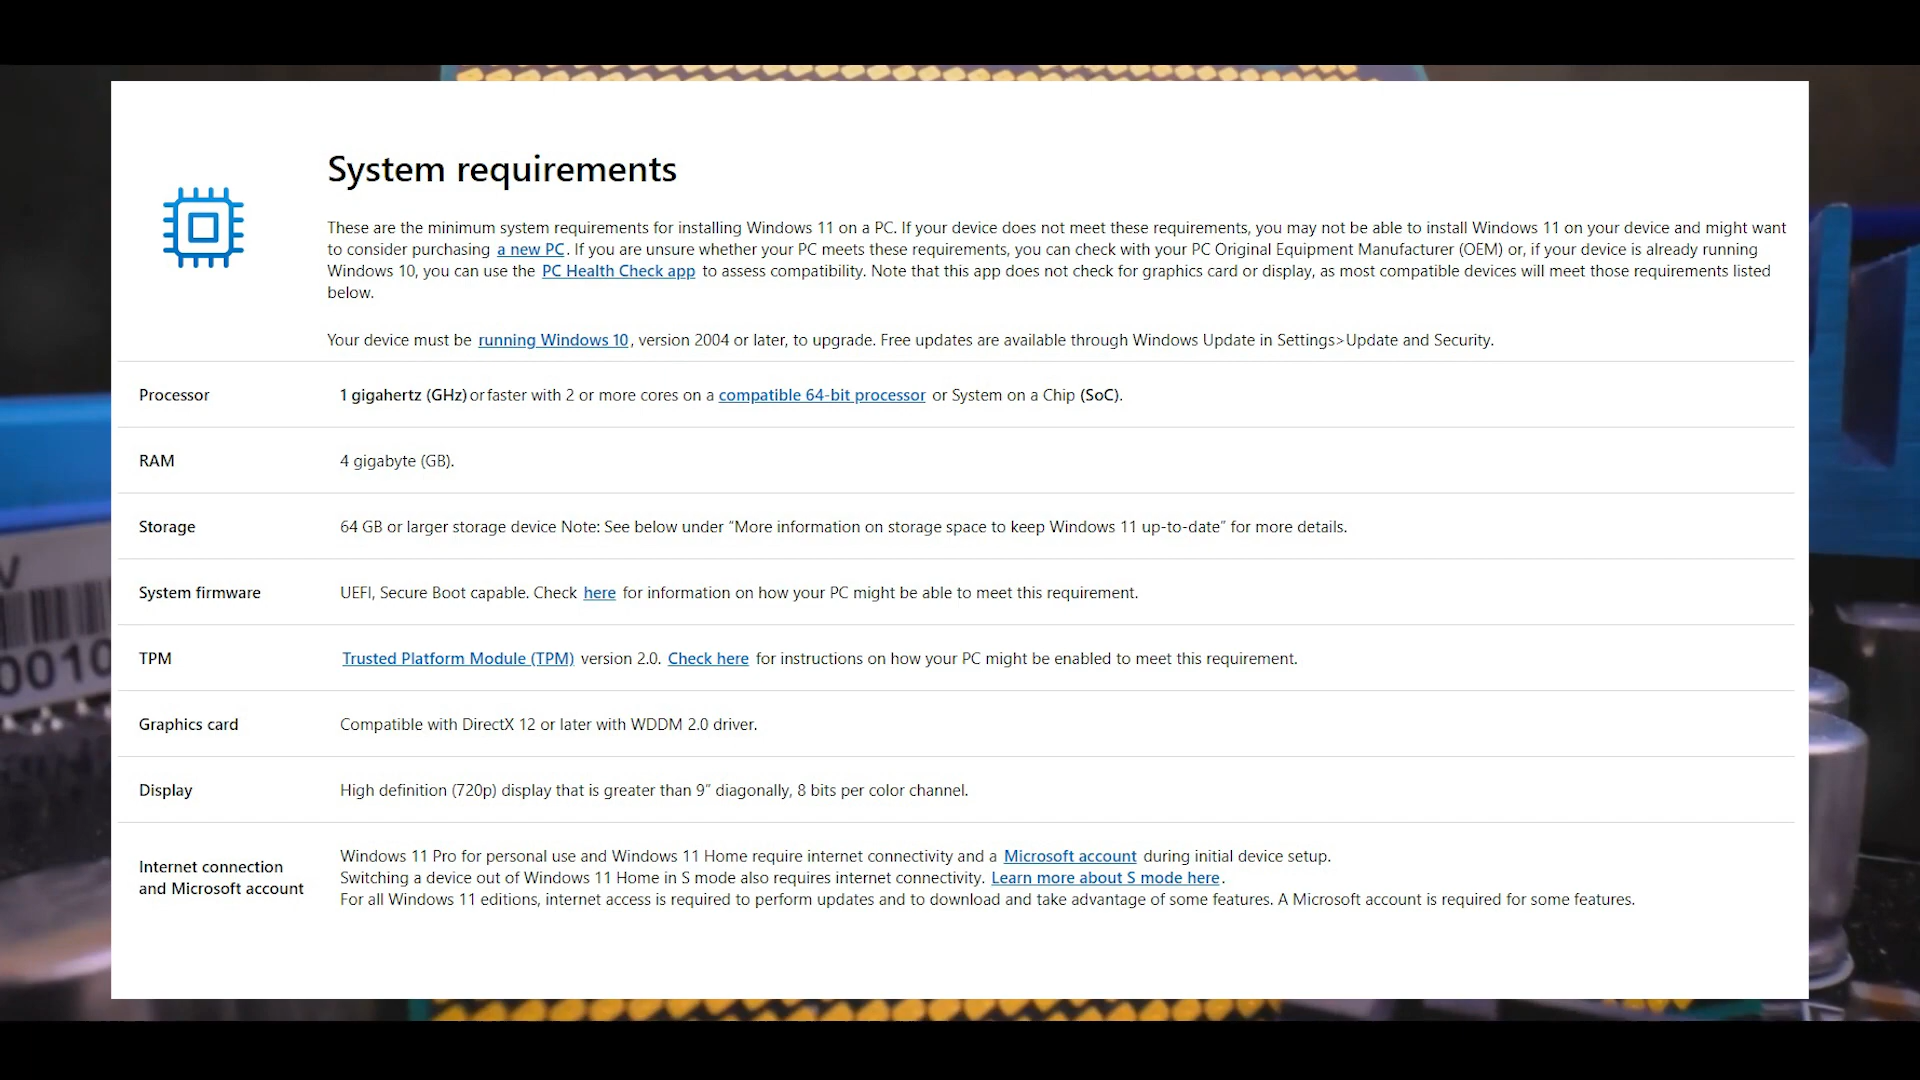 System requirements
These are the minimum system requirements for installing Windows 11 on a PC. If your device does not meet these requirements, you may not be able to install Windows 11 on your device and might want
to consider purchasing a new PC. If you are unsure whether your PC meets these requirements, you can check with your PC Original Equipment Manufacturer (OEM) or, if your device is already running
Windows 10, you can use the PC Health Check app to assess compatibility. Note that this app does not check for graphics card or display, as most compatible devices will meet those requirements listed
below.
Your device must be running Windows 10, version 2004 or later, to upgrade. Free updates are available through Windows Update in Settings>Update and Security.
Processor 1 gigahertz (GHz) or faster with 2 or more cores on a compatible 64-bit processor or System on a Chip (SoC).
RAM 4 gigabyte (GB).
Storage 64 GB or larger storage device Note: See below under “More information on storage space to keep Windows 11 up-to-date” for more details.
System firmware UEFI, Secure Boot capable. Check here for information on how your PC might be able to meet this requirement.
TPM Trusted Platform Module (TPM) version 2.0. Check here for instructions on how your PC might be enabled to meet this requirement.
Graphics card Compatible with DirectX 12 or later with WDDM 2.0 driver.
Display High definition (720p) display that is greater than 9” diagonally, 8 bits per color channel.
Internet connection
and Microsoft account
Windows 11 Pro for personal use and Windows 11 Home require internet connectivity and a Microsoft account during initial device setup.
Switching a device out of Windows 11 Home in S mode also requires internet connectivity. Learn more about S mode here.
For all Windows 11 editions, internet access is required to perform updates and to download and take advantage of some features. A Microsoft account is required for some features.
V
0010